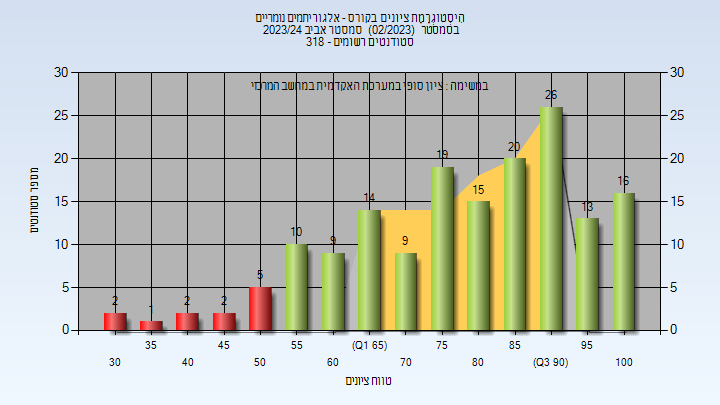 היסטוגרמת ציונים בקורס - אלגוריתמים נומריים
בסמסטר (02/2023) סמסטר אביב 2023/24
סטודנטים רשומים - 318
במשימה : ציון סופי במערכת האקדמית במחשב המרכזי
30 30
25 25
20 20
15 15
10 10
5 5
0 0
2 1 2 2 5 10 9 14 9 19 15 20 26 13 16
מספר סטודנטים
35 45 55 (Q1 65) 75 85 95
30 40 50 60 70 80 (Q3 90) 100
טווח ציונים